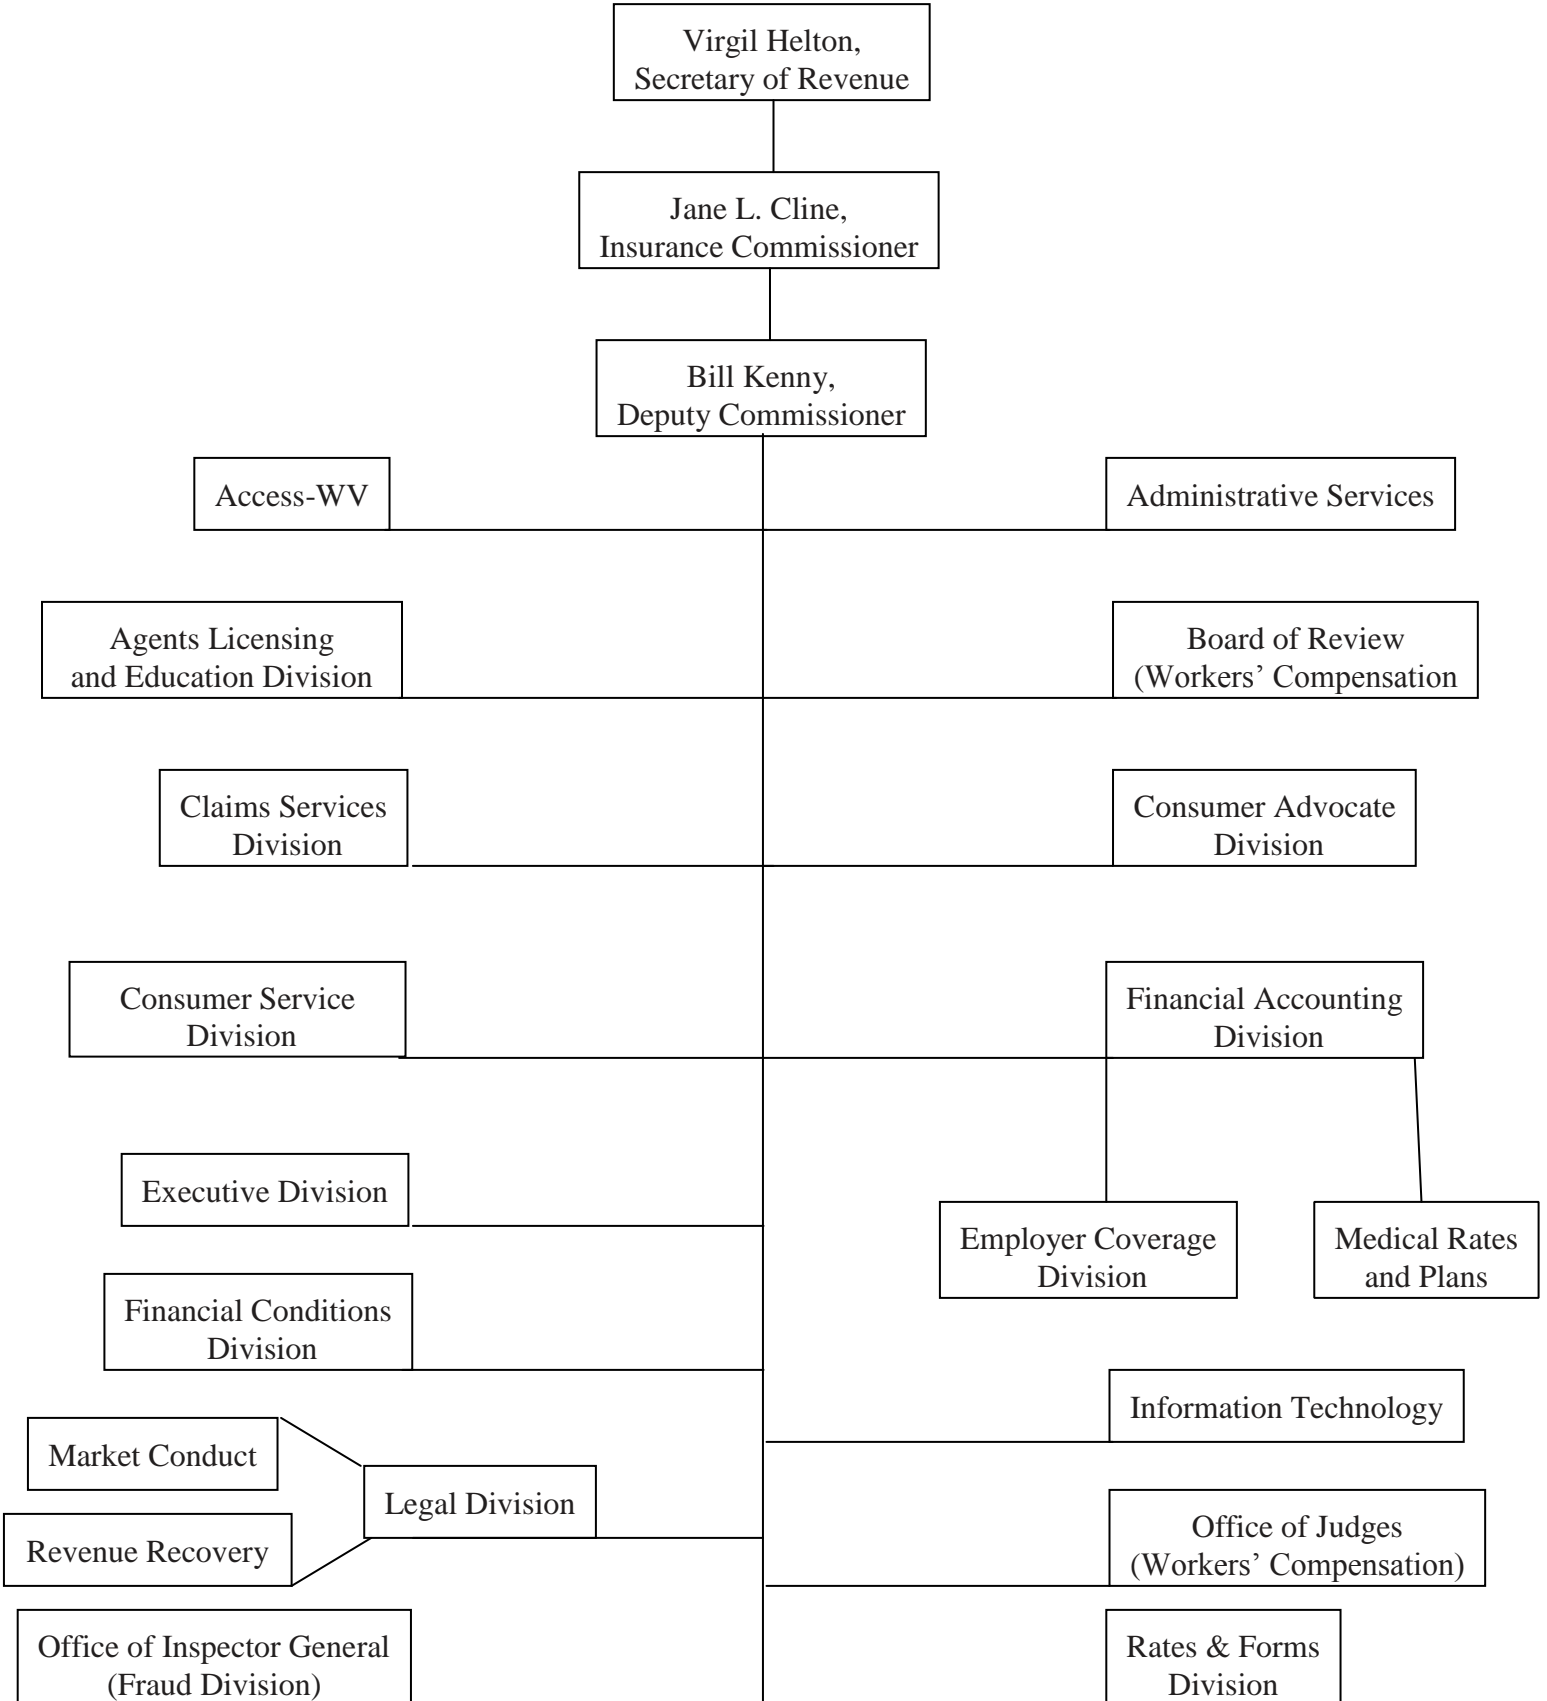 Virgil Helton,
Secretary of Revenue
Jane L. Cline,
Insurance Commissioner
Bill Kenny,
Deputy Commissioner
Access-WV
Administrative Services
Agents Licensing
and Education Division
Board of Review
(Workers’ Compensation
Claims Services
Division
Consumer Advocate
Division
Consumer Service
Division
Financial Accounting
Division
Executive Division
Employer Coverage
Division
Medical Rates
and Plans
Financial Conditions
Division
Information Technology
Market Conduct
Legal Division
Revenue Recovery
Office of Judges
(Workers’ Compensation)
Office of Inspector General
(Fraud Division)
Rates & Forms
Division